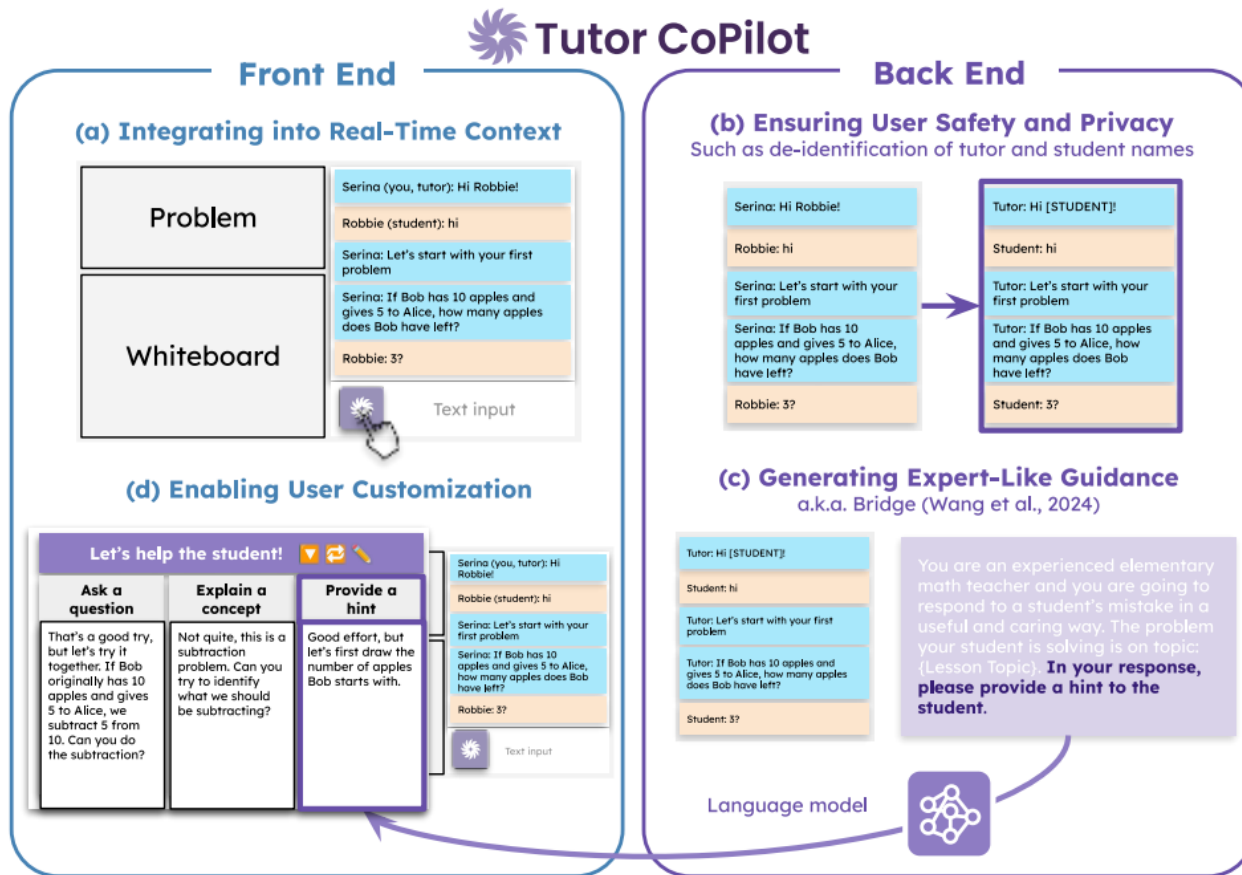 Tutor CoPilot
Front End
(a) Integrating into Real-Time Context
Problem
Whiteboard
Serina (you, tutor): Hi Robbie!
Robbie (student): hi
Serina: Let's start with your first
problem
Serina: If Bob has 10 apples and
gives 5 to Alice, how many apples
does Bob have left?
Robbie: 3?
Text input
(d) Enabling User Customization
Let's help the student!
Ask a
question
That's a good try,
but let's try it
together. If Bob
originally has 10
apples and gives
5 to Alice, we
subtract 5 from
10. Can you do
the subtraction?
Explain a
concept
Not quite, this is a
subtraction
problem. Can you
try to identify
what we should
be subtracting?
Provide a
hint
Good effort, but
let's first draw the
number of apples
Bob starts with.
Serina (you, tutor): Hi
Robbie!
Robbie (student): hi
Serina: Let's start with your
first problem
Serina: If Bob has 10
apples and gives 5 to Alice,
how many apples does Bob
have left?
Robbie: 3?
Text input
Back End
(b) Ensuring User Safety and Privacy
Such as de-identification of tutor and student names
Serina: Hi Robbie!
Robbie: hi
Serina: Let's start with your
first problem
Serina: If Bob has 10
apples and gives 5 to Alice,
how many apples does Bob
have left?
Robbie: 3?
Tutor: Hi [STUDENT]!
Student: hi
Tutor: Let's start with your
first problem
Tutor: If Bob has 10 apples
and gives 5 to Alice, how
many apples does Bob
have left?
Student: 3?
(c) Generating Expert-Like Guidance
a.k.a. Bridge (Wang et al., 2024)
Tutor: Hi [STUDENT]!
Student: hi
Tutor: Let's start with your first
problem
Tutor: If Bob has 10 apples and
gives 5 to Alice, how many apples
does Bob have left?
Student: 3?
You are an experienced elementary
math teacher and you are going to
respond to a student's mistake in a
useful and caring way. The problem
your student is solving is on topic:
{Lesson Topic}. In your response,
please provide a hint to the
student.
Language model